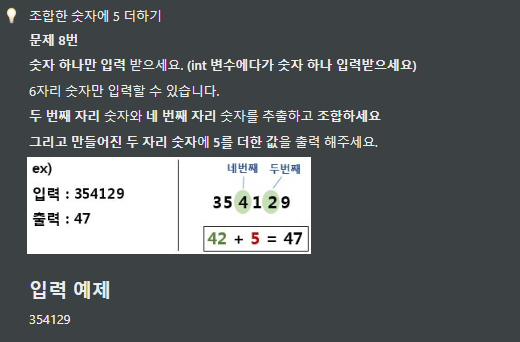 조합한 숫자에 5 더하기
문제 8번
숫자 하나만 입력 받으세요. (int 변수에다가 숫자 하나 입력받으세요)
6자리 숫자만 입력할 수 있습니다.
두 번째 자리 숫자와 네 번째 자리 숫자를 추출하고 조합하세요
그리고 만들어진 두 자리 숫자에 5를 더한 값을 출력 해주세요.
ex)
입력 : 354129
출력 : 47
네번째 두번째
354129
42 + 5 = 47
입력 예제
354129